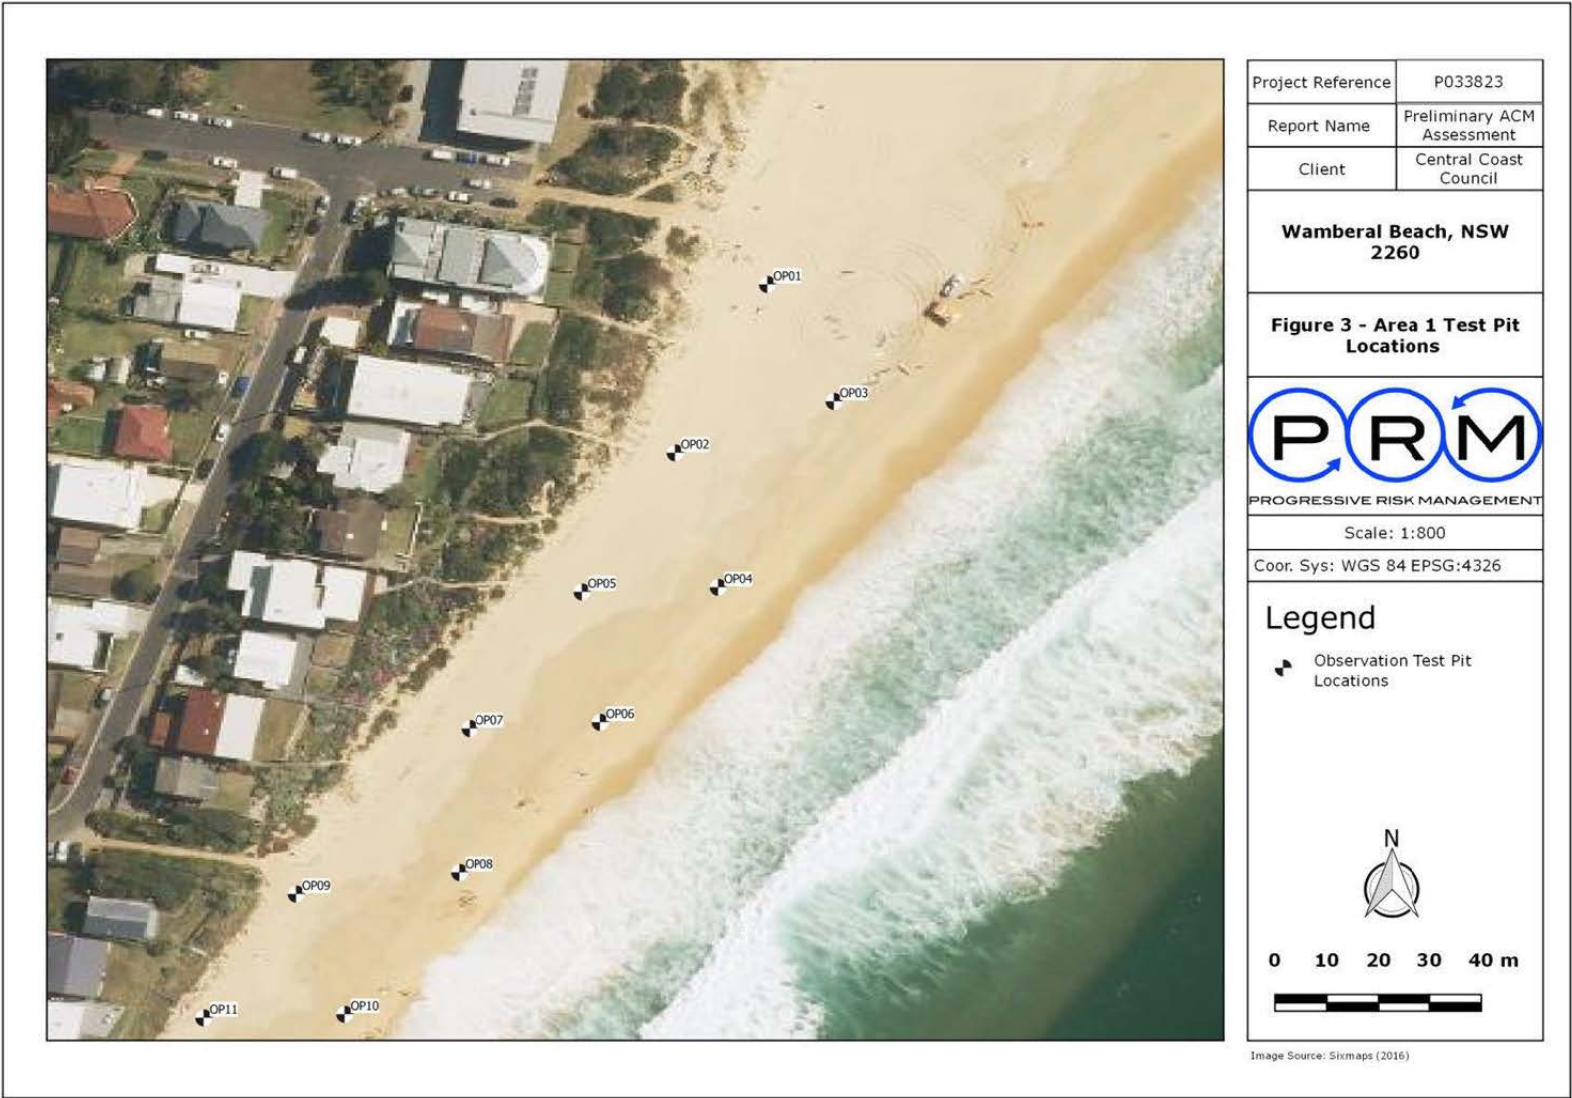 Project Reference
P033823
Report Name
Preliminary ACM
Assessment
Client
Central Coast
Council
Wamberal Beach, NSW
2260
Figure 3 - Area 1 Test Pit
Locations
PRM
PROGRESSIVE RISK MANAGEMENT
Scale: 1:800
Coor. Sys: WGS 84 EPSG:4326
Legend
Observation Test Pit
Locations
N
0 10 20 30 40 m
Image Source: Sixmaps (2016)
OP01
OP03
OP02
OP05
OP04
OP07
OP06
OP08
OP09
OP11
OP10